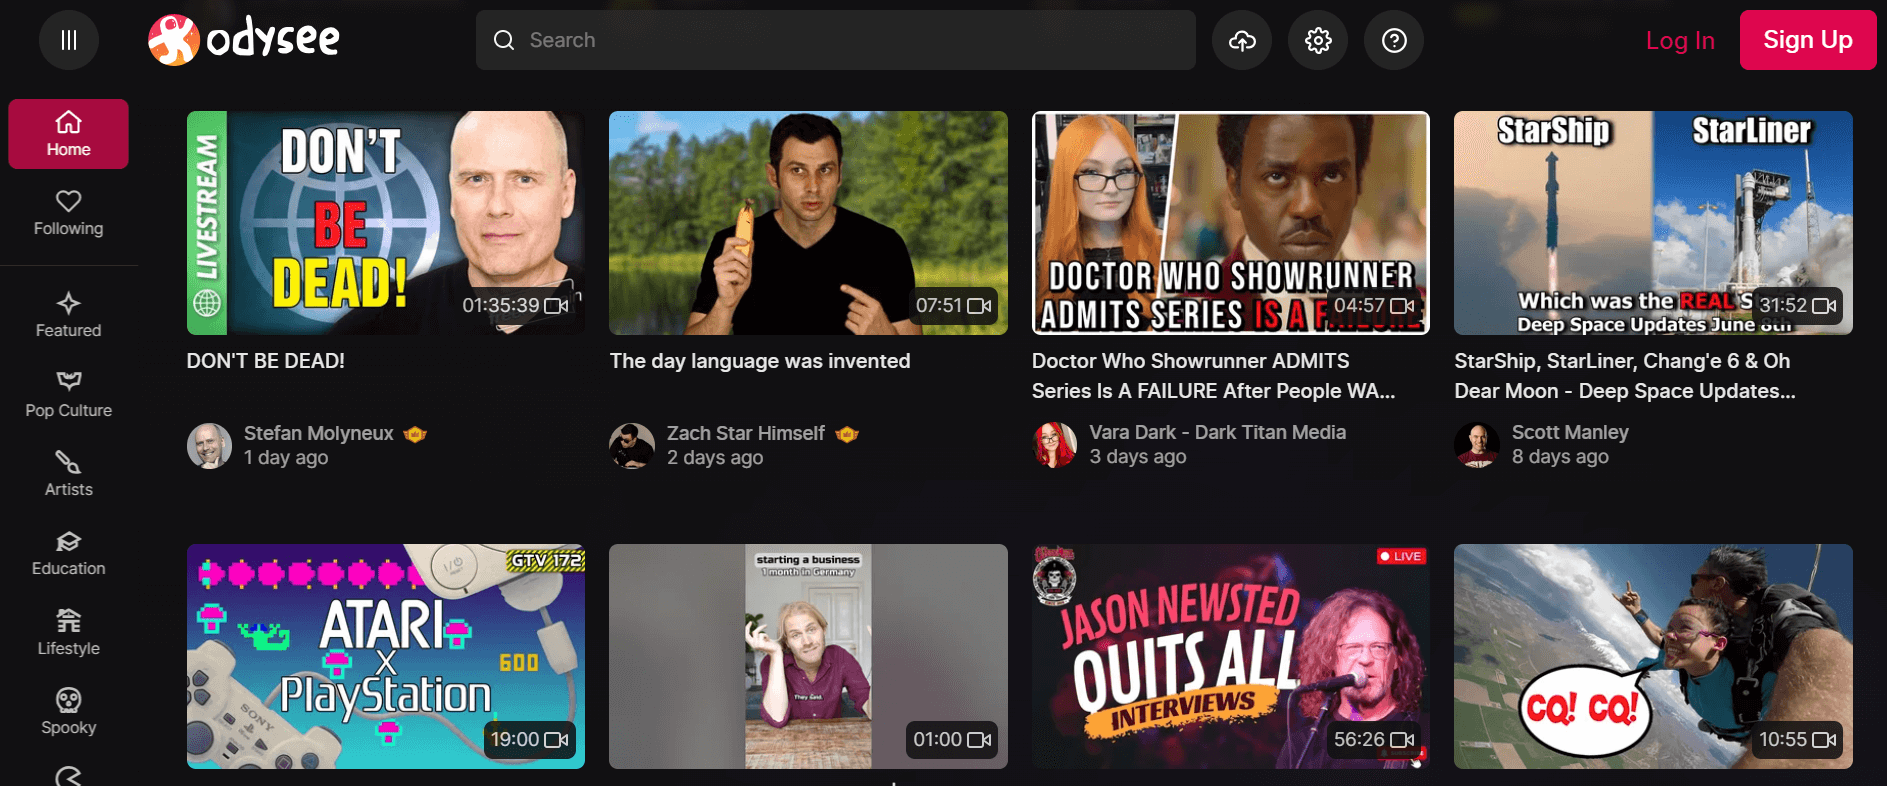 odysee
Search
Log In
Sign Up
Home
Following
Featured
Pop Culture
Artists
Education
Lifestyle
Spooky
LIVESTREAM
DON'T
BE
DEAD!
01:35:39
DON'T BE DEAD!
Stefan Molyneux
1 day ago
07:51
The day language was invented
Zach Star Himself
2 days ago
DOCTOR WHO SHOWRUNNER
ADMITS SERIES IS A FAILURE
04:57
Doctor Who Showrunner ADMITS
Series Is A FAILURE After People WA...
Vara Dark - Dark Titan Media
3 days ago
StarShip
StarLiner
Which was the REAL S
Deep Space Updates June 8th
31:52
StarShip, StarLiner, Chang'e 6 & Oh
Dear Moon - Deep Space Updates...
Scott Manley
8 days ago
GTV 172
ATARI
X
PlayStation
600
SONY
19:00
starting a business
1 month in Germany
They said.
01:00
LIVE
JASON NEWSTED
QUITS ALL
INTERVIEWS
56:26
CQ! CQ!
10:55